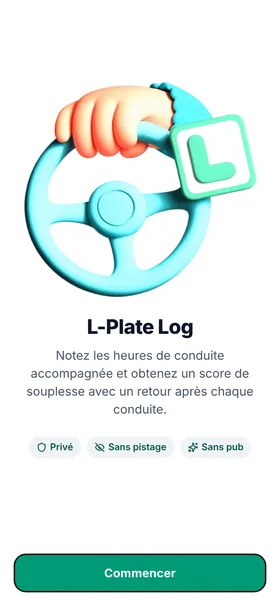 L
L-Plate Log
Notez les heures de conduite
accompagnée et obtenez un score de
souplesse avec un retour après chaque
conduite.
Privé Sans pistage Sans pub
Commencer